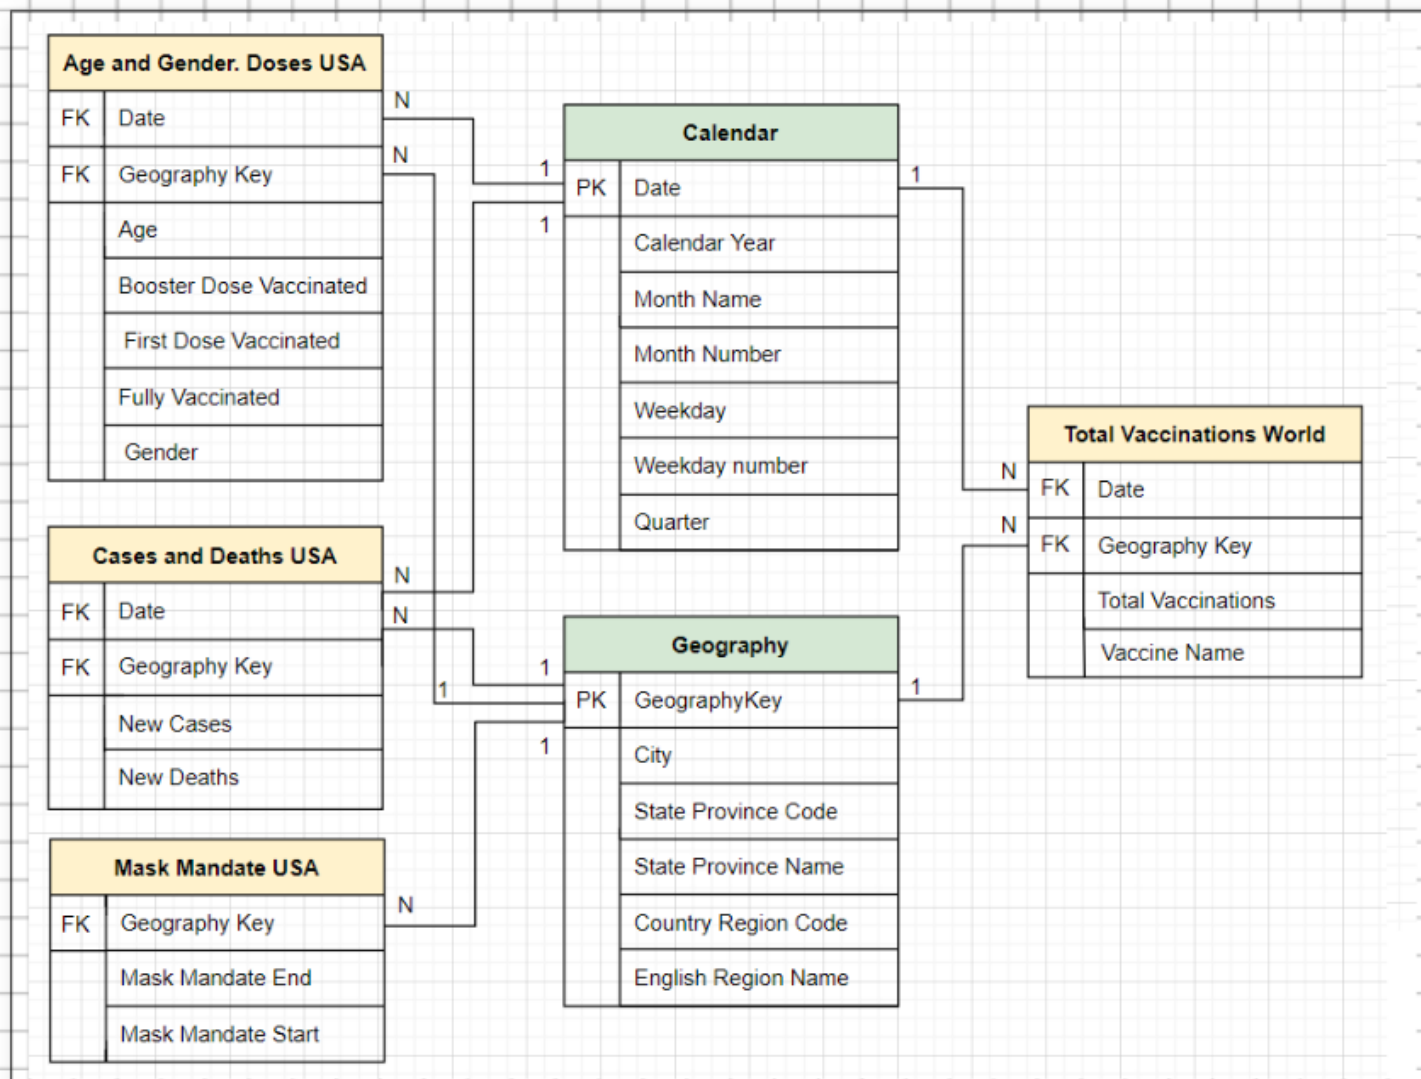 Age and Gender. Doses USA
FK Date
FK Geography Key
Age
Booster Dose Vaccinated
First Dose Vaccinated
Fully Vaccinated
Gender
N
N
Calendar
PK Date
Calendar Year
Month Name
Month Number
Weekday
Weekday number
Quarter
1
1
1
Total Vaccinations World
FK Date
FK Geography Key
Total Vaccinations
Vaccine Name
N
N
Cases and Deaths USA
FK Date
FK Geography Key
New Cases
New Deaths
N
N
Geography
PK GeographyKey
City
State Province Code
State Province Name
Country Region Code
English Region Name
1
1
1
1
Mask Mandate USA
FK Geography Key
Mask Mandate End
Mask Mandate Start
N